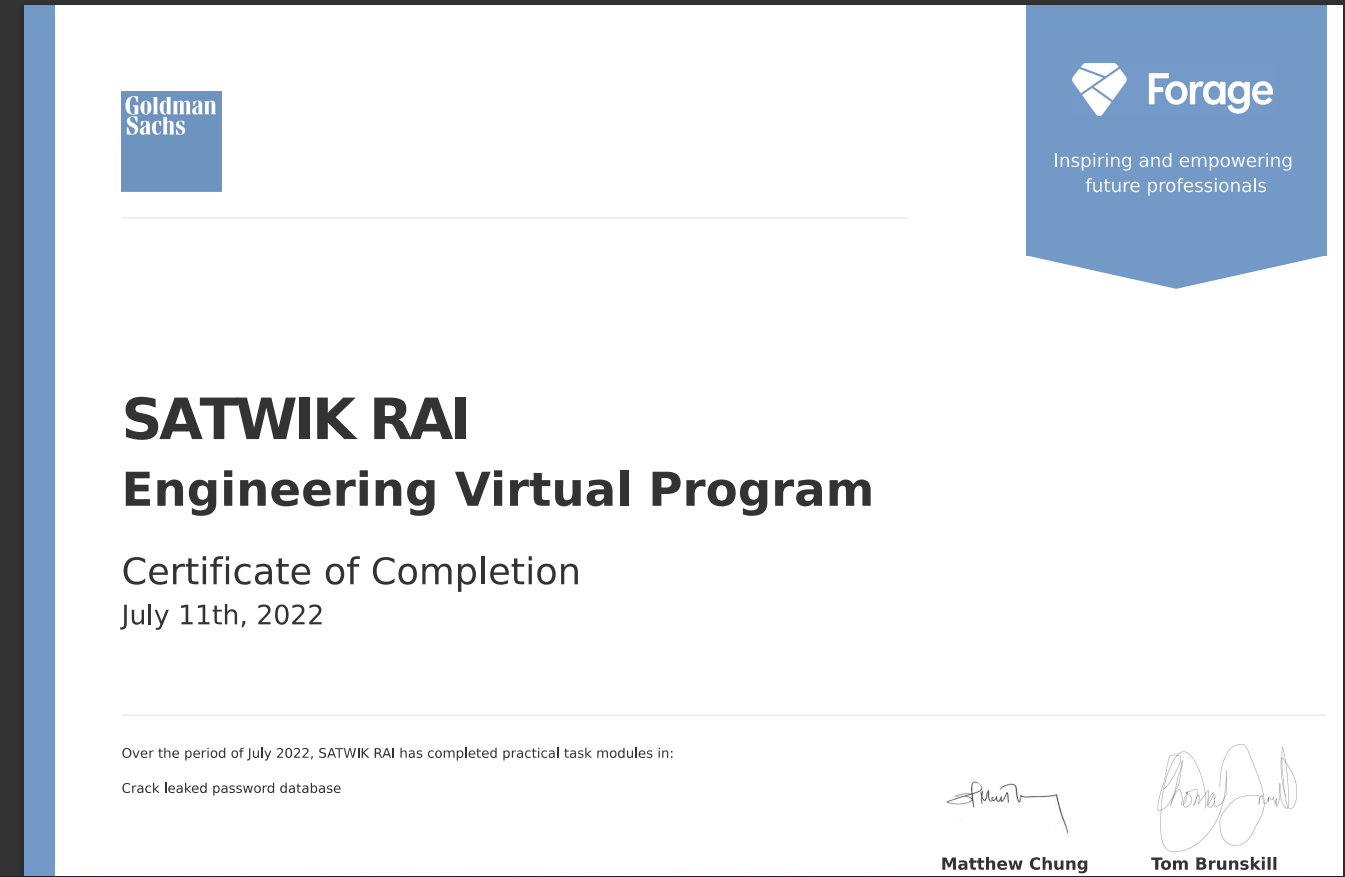 Goldman
Sachs
Forage
Inspiring and empowering
future professionals
SATWIK RAI
Engineering Virtual Program
Certificate of Completion
July 11th, 2022
Over the period of July 2022, SATWIK RAI has completed practical task modules in:
Crack leaked password database
Matthew Chung
Tom Brunskill